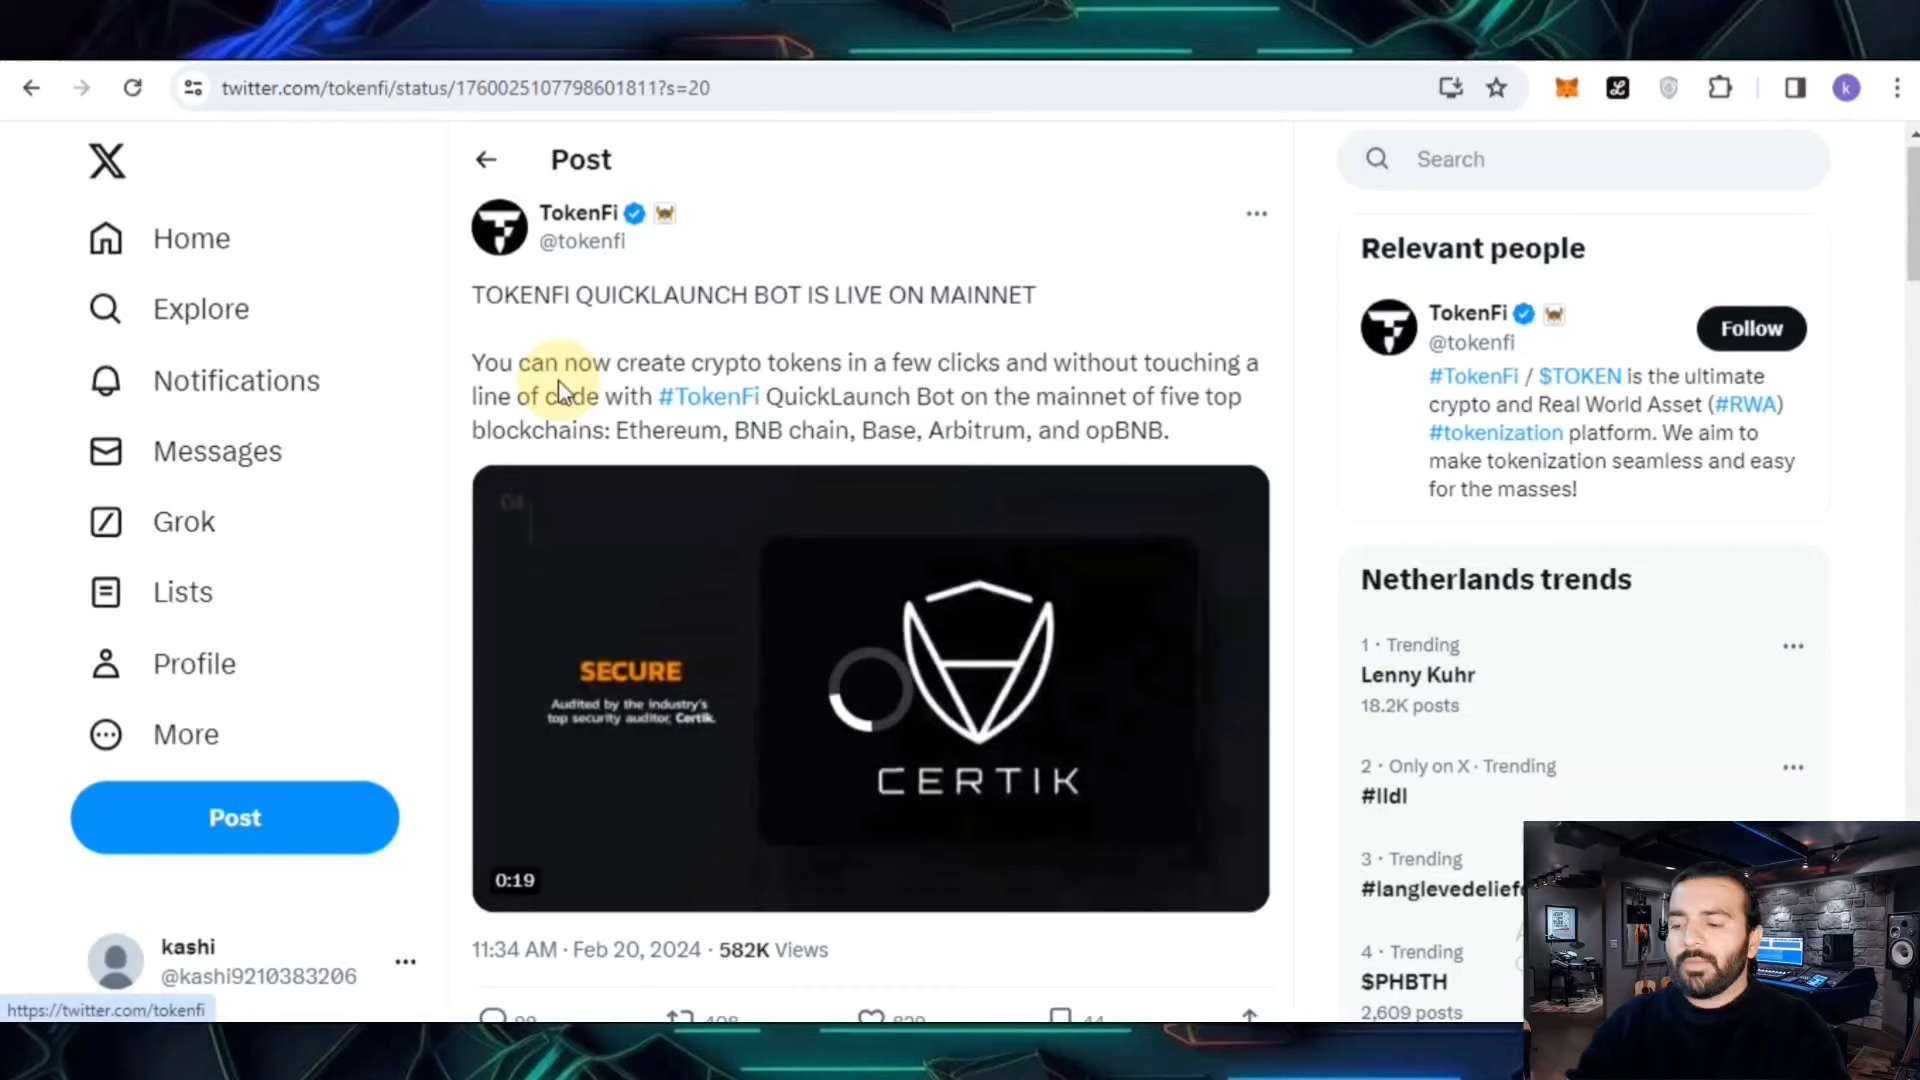 twitter.com/tokenfi/status/1760025107798601811?s=20
k
Home
Explore
Notifications
Messages
Grok
Lists
Profile
More
Post
kashi
@kashi9210383206
https://twitter.com/tokenfi
Post
TokenFi
@tokenfi
TOKENFI QUICKLAUNCH BOT IS LIVE ON MAINNET
You can now create crypto tokens in a few clicks and without touching a
line of code with #TokenFi QuickLaunch Bot on the mainnet of five top
blockchains: Ethereum, BNB chain, Base, Arbitrum, and opBNB.
SECURE
Audited by the industry's
top security auditor, Certik.
CERTIK
0:19
11:34 AM · Feb 20, 2024 · 582K Views
Search
Relevant people
TokenFi
@tokenfi
Follow
#TokenFi / $TOKEN is the ultimate
crypto and Real World Asset (#RWA)
#tokenization platform. We aim to
make tokenization seamless and easy
for the masses!
Netherlands trends
1 · Trending
Lenny Kuhr
18.2K posts
2 · Only on X · Trending
#lldl
3 · Trending
4 · Trending
$PHBTH
2,609 posts